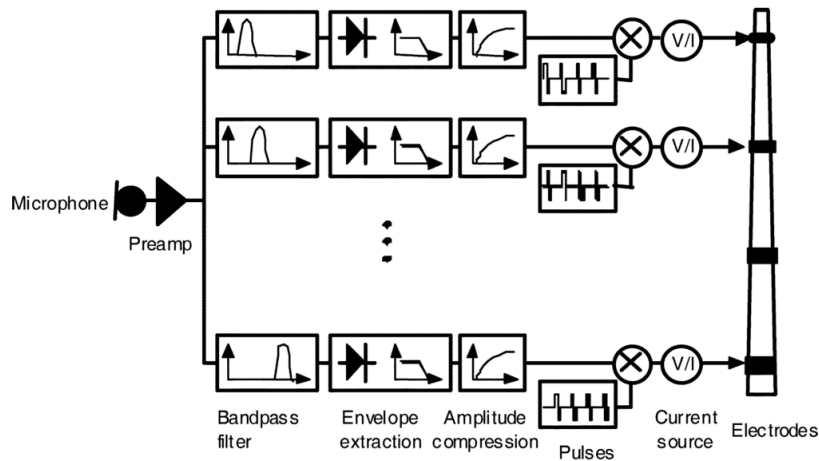 V/I
V/I
Microphone
Preamp
V/I
Bandpass
filter
Envelope
extraction
Amplitude
compression
Pulses
Current
source
Electrodes